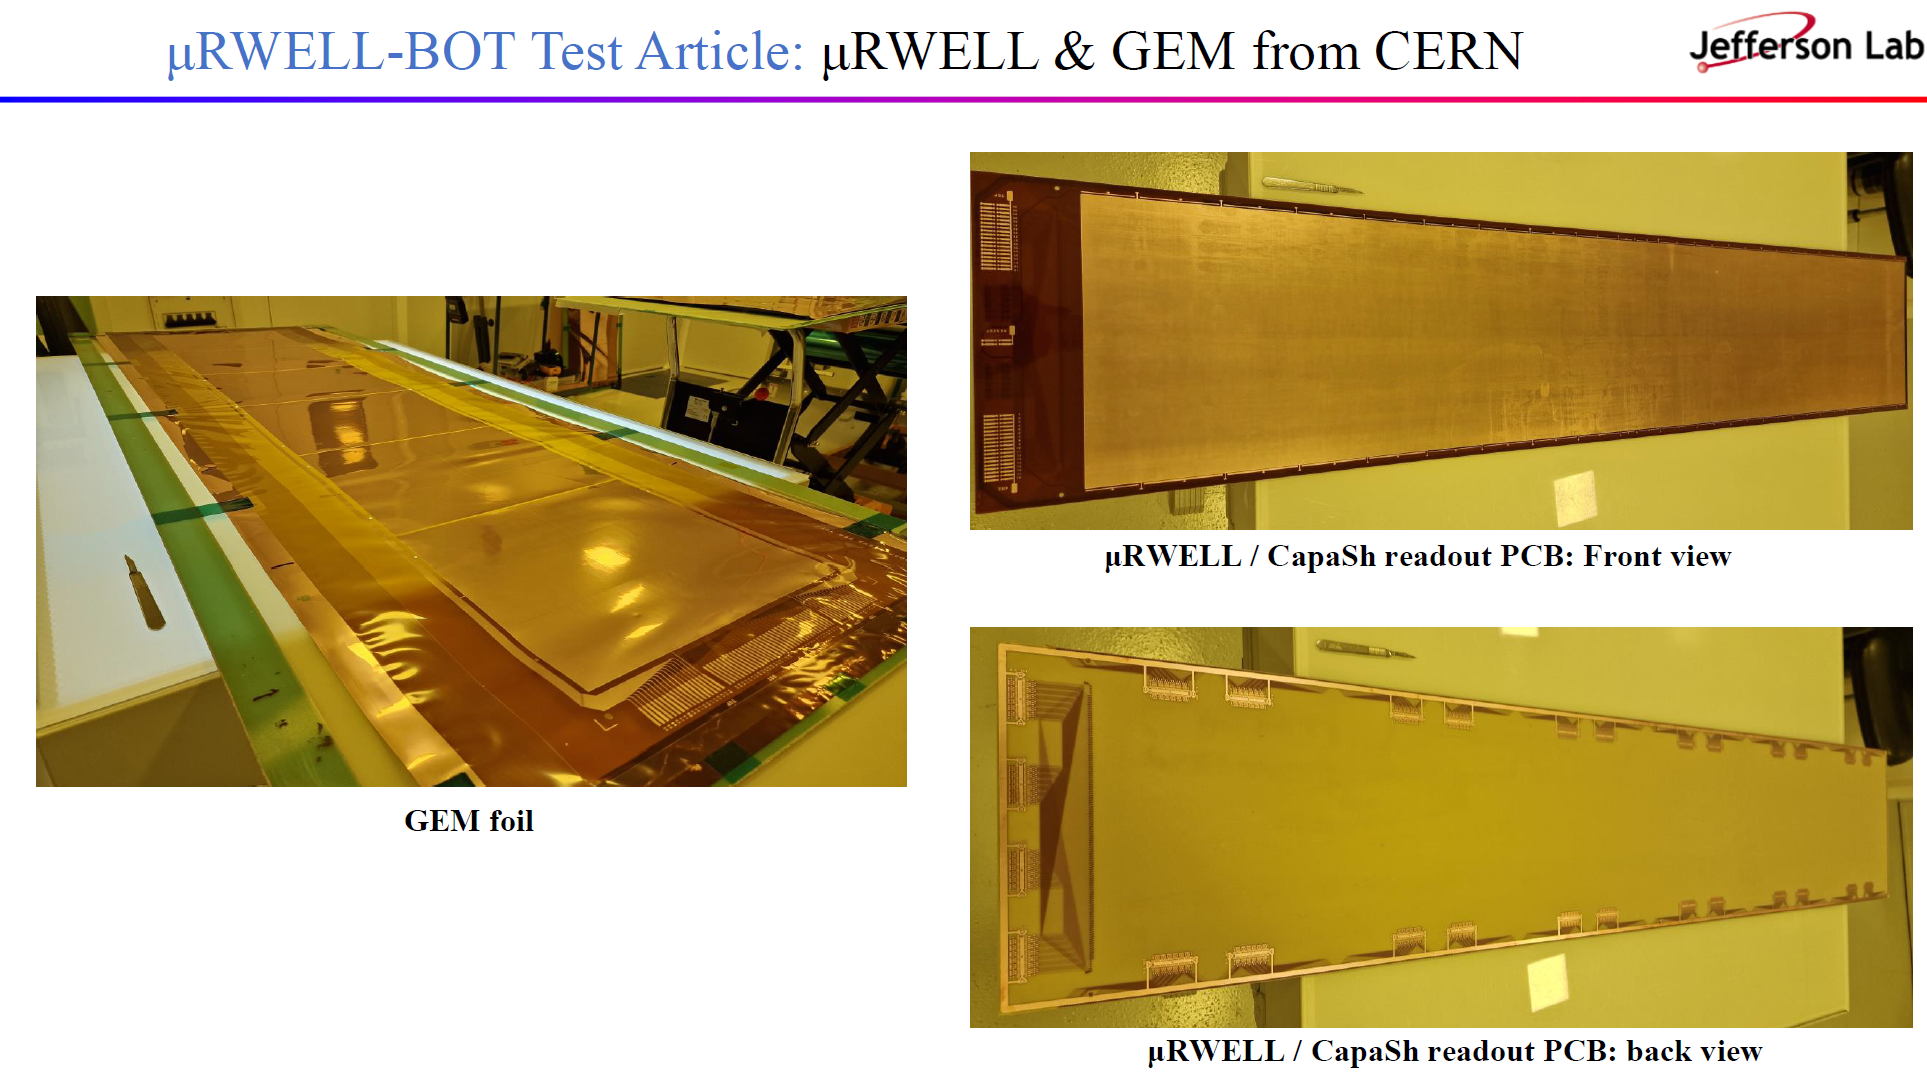 μRWELL-BOT Test Article: μRWELL & GEM from CERN
Jefferson Lab
GEM foil
μRWELL / CapaSh readout PCB: Front view
μRWELL / CapaSh readout PCB: back view